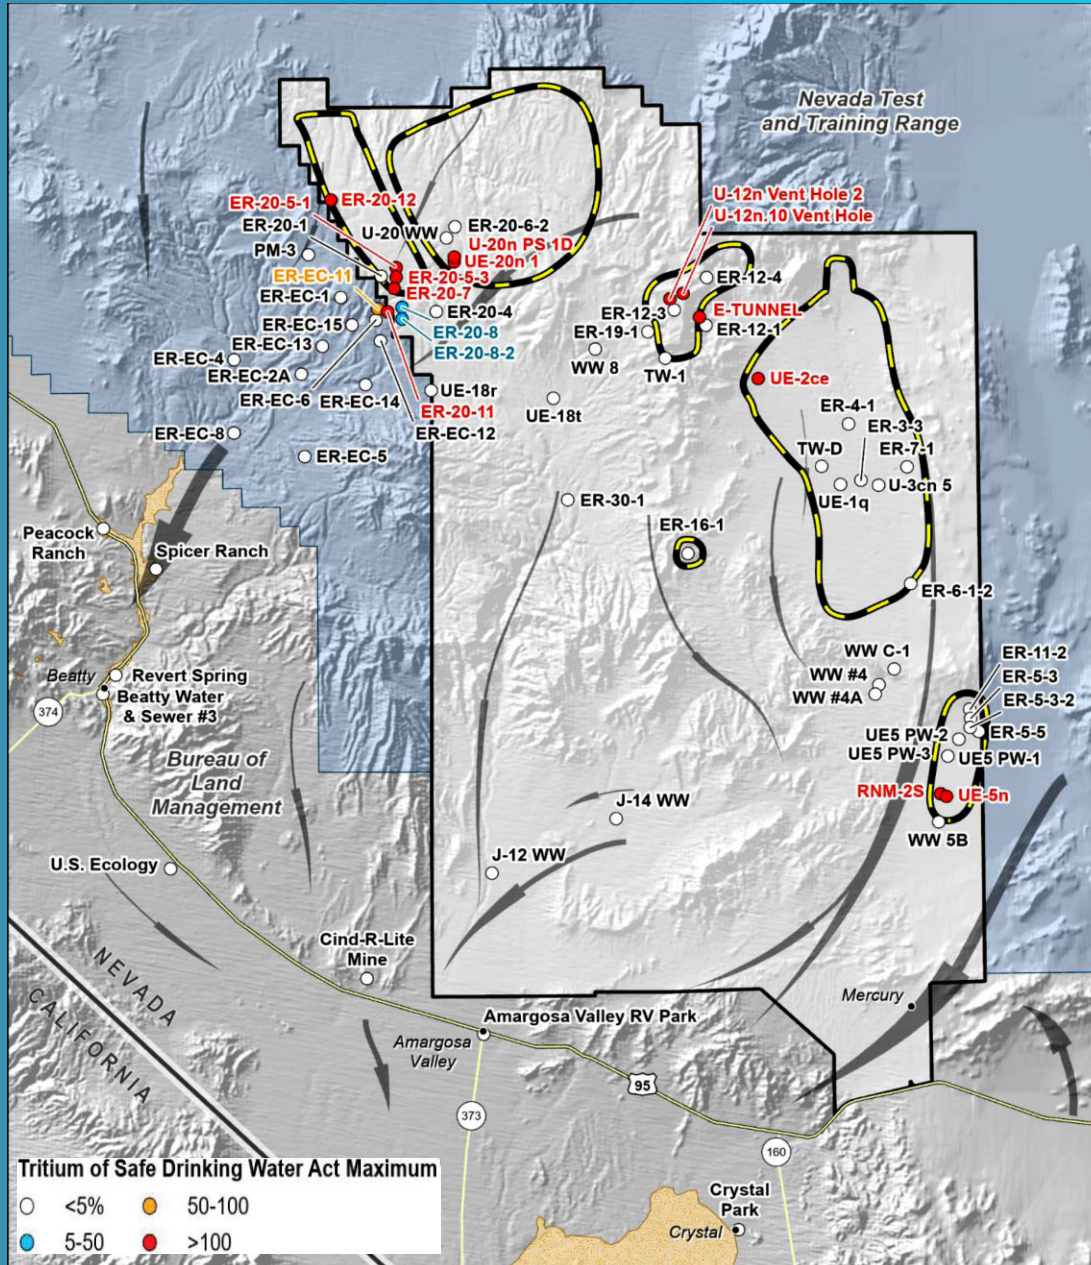 Nevada Test
and Training Range
U-12n Vent Hole 2
U-12n.10 Vent Hole
ER-20-5-1
ER-20-12
ER-20-1
U-20 WW
ER-20-6-2
PM-3
U-20n PS 1D
UE-20n 1
ER-EC-11
ER-20-5-3
ER-12-4
ER-EC-1
ER-20-7
ER-20-4
ER-12-3
E-TUNNEL
ER-EC-15
ER-20-8
ER-19-1
ER-12-1
ER-EC-13
ER-20-8-2
WW 8
ER-EC-4
TW-1
ER-EC-2A
UE-2ce
ER-EC-6
ER-EC-14
UE-18r
ER-20-11
UE-18t
ER-4-1
ER-3-3
ER-EC-8
ER-EC-12
ER-EC-5
TW-D
ER-7-1
UE-1q
U-3cn 5
ER-30-1
Peacock
Ranch
Spicer Ranch
ER-16-1
ER-6-1-2
WW C-1
ER-11-2
WW #4
ER-5-3
WW #4A
ER-5-3-2
Beatty
Revert Spring
Beatty Water
& Sewer #3
374
UE5 PW-2
ER-5-5
UE5 PW-3
UE5 PW-1
Bureau of
Land
Management
RNM-2S
UE-5n
J-14 WW
WW 5B
U.S. Ecology
J-12 WW
Cind-R-Lite
Mine
NEVADA
CALIFORNIA
Mercury
Amargosa Valley RV Park
Amargosa
Valley
95
373
160
Tritium of Safe Drinking Water Act Maximum
<5%
50-100
5-50
>100
Crystal
Park
Crystal